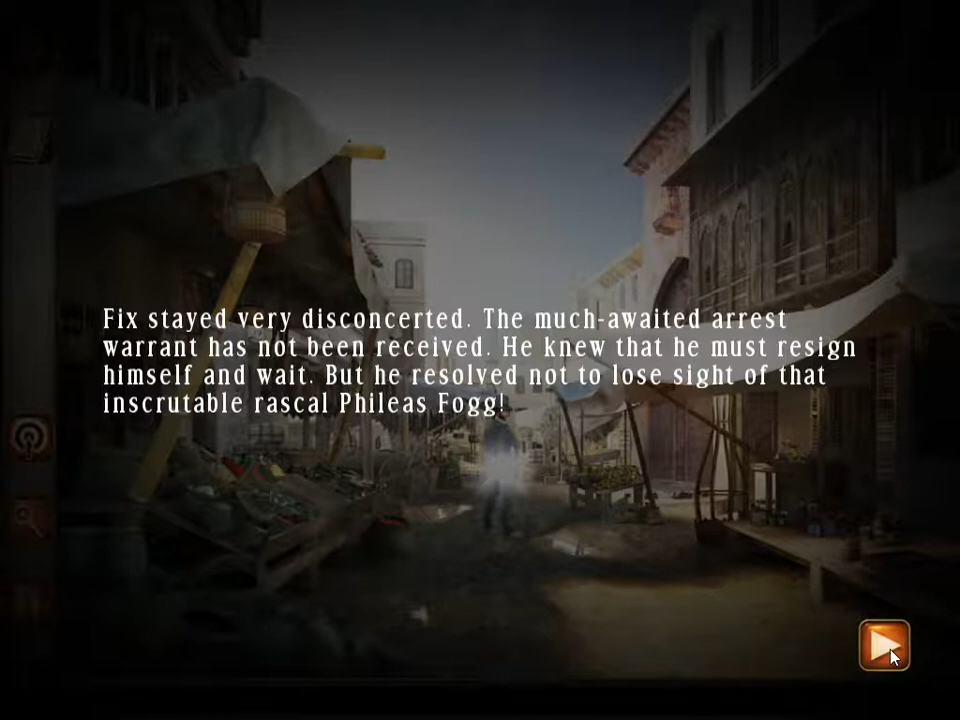 Fix stayed very disconcerted. The much-awaited arrest
warrant has not been received. He knew that he must resign
himself and wait. But he resolved not to lose sight of that
inscrutable rascal Phileas Fogg!